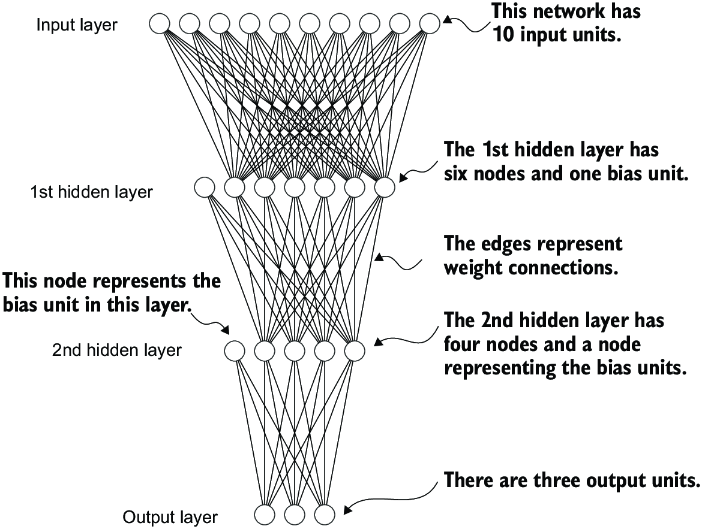 Input layer
This network has
10 input units.
The 1st hidden layer has
six nodes and one bias unit.
1st hidden layer
The edges represent
weight connections.
This node represents the
bias unit in this layer.
The 2nd hidden layer has
four nodes and a node
representing the bias units.
2nd hidden layer
There are three output units.
Output layer